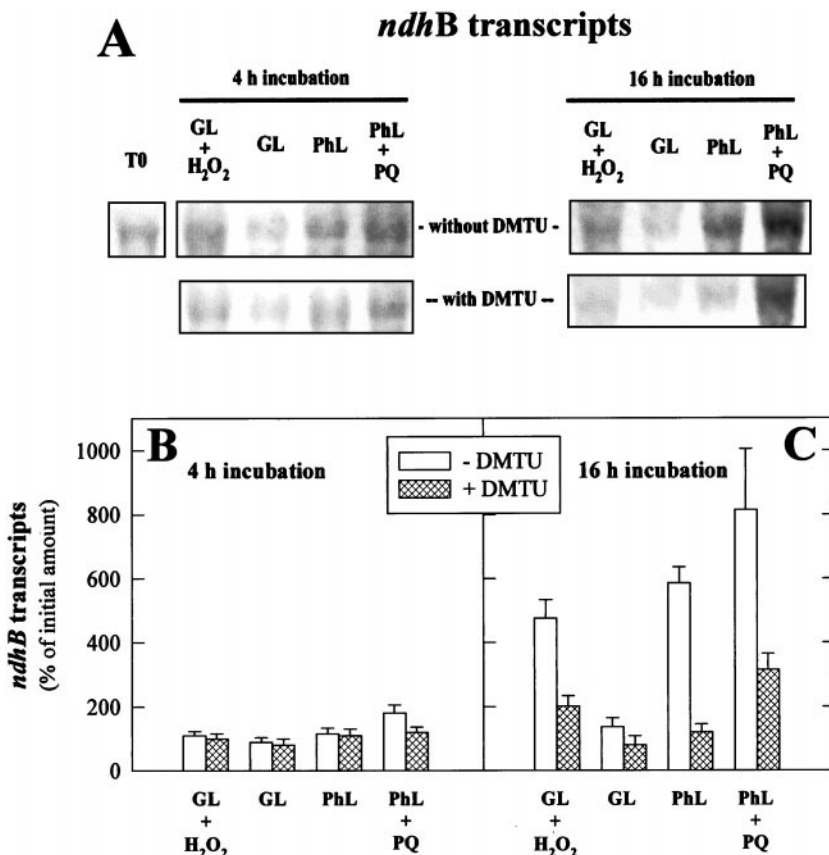 A
ndhB transcripts
4 h incubation
16 h incubation
T0
GL
+
H₂O₂
GL
PhL
PhL
+
PQ
GL
+
H₂O₂
GL
PhL
PhL
+
PQ
- without DMTU -
-- with DMTU --
B
4 h incubation
- DMTU
+ DMTU
C
16 h incubation
ndhB transcripts
(% of initial amount)
1000
800
600
400
200
0
GL
+
H₂O₂
GL
PhL
PhL
+
PQ
GL
+
H₂O₂
GL
PhL
PhL
+
PQ